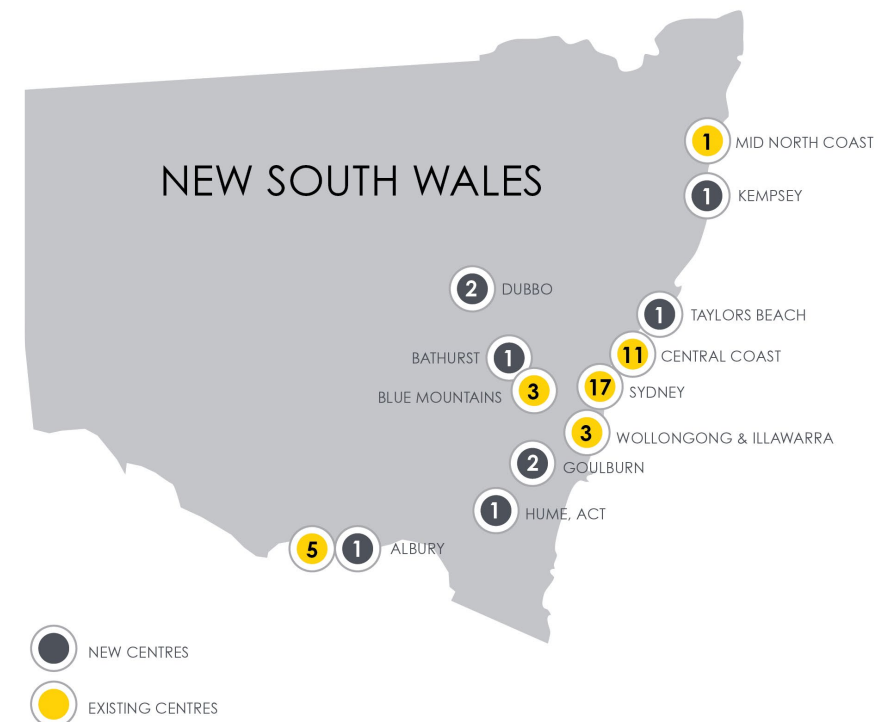 NEW SOUTH WALES
1 MID NORTH COAST
1 KEMPSEY
2 DUBBO
1 TAYLORS BEACH
BATHURST 1
11 CENTRAL COAST
BLUE MOUNTAINS 3
17 SYDNEY
3 WOLLONGONG & ILLAWARRA
2 GOULBURN
1 HUME, ACT
5 1 ALBURY
NEW CENTRES
EXISTING CENTRES